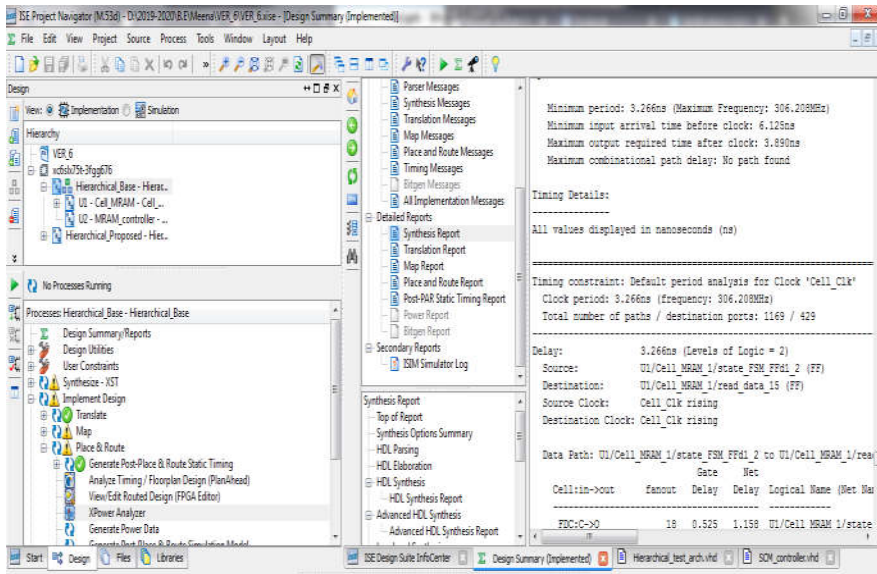 ISE Project Navigator (M.53d) - D:\2019-2020\B.E\Meena\VER_6\VER_6.xise - [Design Summary (Implemented)]
File Edit View Project Source Process Tools Window Layout Help
Design
View: Implementation Simulation
Hierarchy
VER_6
xc6slx75t-3fgg676
Hierarchical_Base - Hierarc...
U1 - Cell_MRAM - Cell_...
U2 - MRAM_controller - ...
Hierarchical_Proposed - Hier...
No Processes Running
Processes: Hierarchical_Base - Hierarchical_Base
Design Summary/Reports
Design Utilities
User Constraints
Synthesize - XST
Implement Design
Translate
Map
Place & Route
Generate Post-Place & Route Static Timing
Analyze Timing / Floorplan Design (PlanAhead)
View/Edit Routed Design (FPGA Editor)
XPower Analyzer
Generate Power Data
Generate Post-Place & Route Simulation Model
Start Design Files Libraries
Parser Messages
Synthesis Messages
Translation Messages
Map Messages
Place and Route Messages
Timing Messages
Bitgen Messages
All Implementation Messages
Detailed Reports
Synthesis Report
Translation Report
Map Report
Place and Route Report
Post-PAR Static Timing Report
Power Report
Bitgen Report
Secondary Reports
ISIM Simulator Log
Synthesis Report
Top of Report
Synthesis Options Summary
HDL Parsing
HDL Elaboration
HDL Synthesis
HDL Synthesis Report
Advanced HDL Synthesis
Advanced HDL Synthesis Report
Minimum period: 3.266ns (Maximum Frequency: 306.208MHz)
Minimum input arrival time before clock: 6.125ns
Maximum output required time after clock: 3.890ns
Maximum combinational path delay: No path found
Timing Details:
---------------
All values displayed in nanoseconds (ns)
Timing constraint: Default period analysis for Clock 'Cell_Clk'
Clock period: 3.266ns (frequency: 306.208MHz)
Total number of paths / destination ports: 1169 / 429
Delay: 3.266ns (Levels of Logic = 2)
Source: U1/Cell_MRAM_1/state_FSM_FFd1_2 (FF)
Destination: U1/Cell_MRAM_1/read_data_15 (FF)
Source Clock: Cell_Clk rising
Destination Clock: Cell_Clk rising
Data Path: U1/Cell_MRAM_1/state_FSM_FFd1_2 to U1/Cell_MRAM_1/read
Gate Net
Cell:in->out fanout Delay Delay Logical Name (Net Nam
FDC:C->Q 18 0.525 1.158 U1/Cell_MRAM_1/state
ISE Design Suite InfoCenter Design Summary (Implemented) Hierarchical_test_arch.vhd SCM_controller.vhd